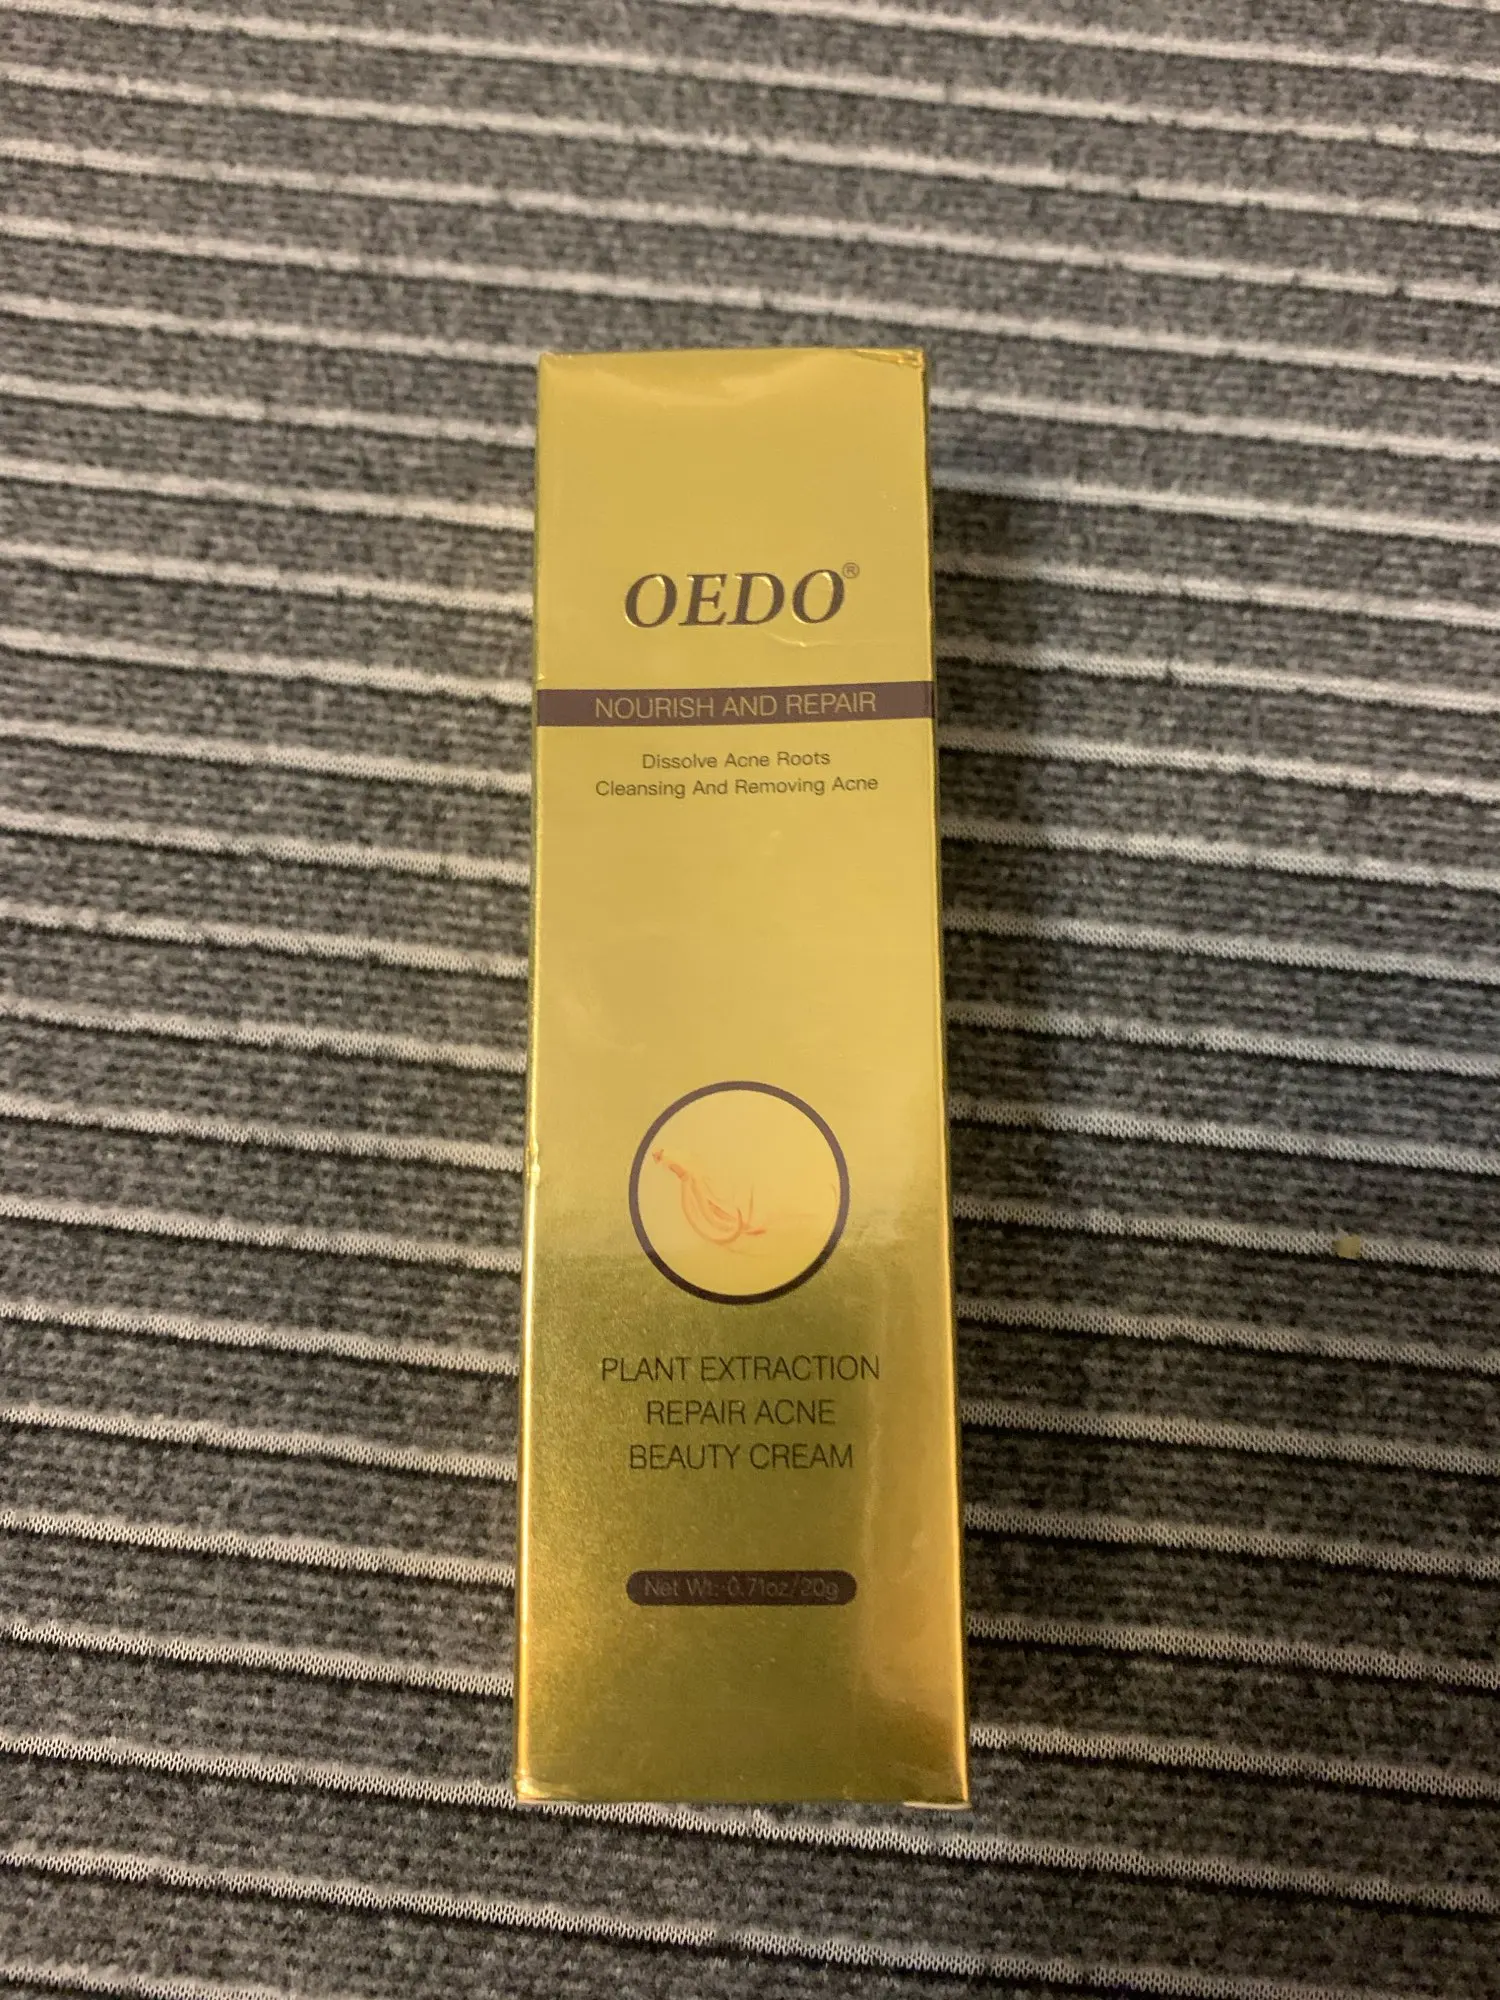 OEDO®
NOURISH AND REPAIR
Dissolve Acne Roots
Cleansing And Removing Acne
PLANT EXTRACTION
REPAIR ACNE
BEAUTY CREAM
Net Wt: 0.71oz/20g